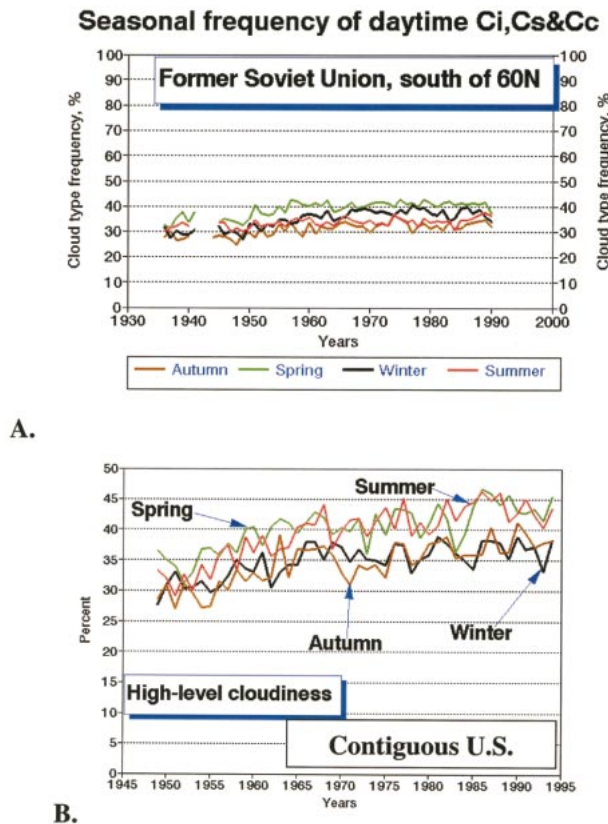 Seasonal frequency of daytime Ci,Cs&Cc
Former Soviet Union, south of 60N
Cloud type frequency, %
100
90
80
70
60
50
40
30
20
10
0
100
90
80
70
60
50
40
30
20
10
0
Cloud type frequency, %
1930 1940 1950 1960 1970 1980 1990 2000
Years
Autumn Spring Winter Summer
A.
Percent
50
45
40
35
30
25
20
15
10
5
0
Spring
Summer
Autumn
Winter
High-level cloudiness
Contiguous U.S.
1945 1950 1955 1960 1965 1970 1975 1980 1985 1990 1995
Years
B.